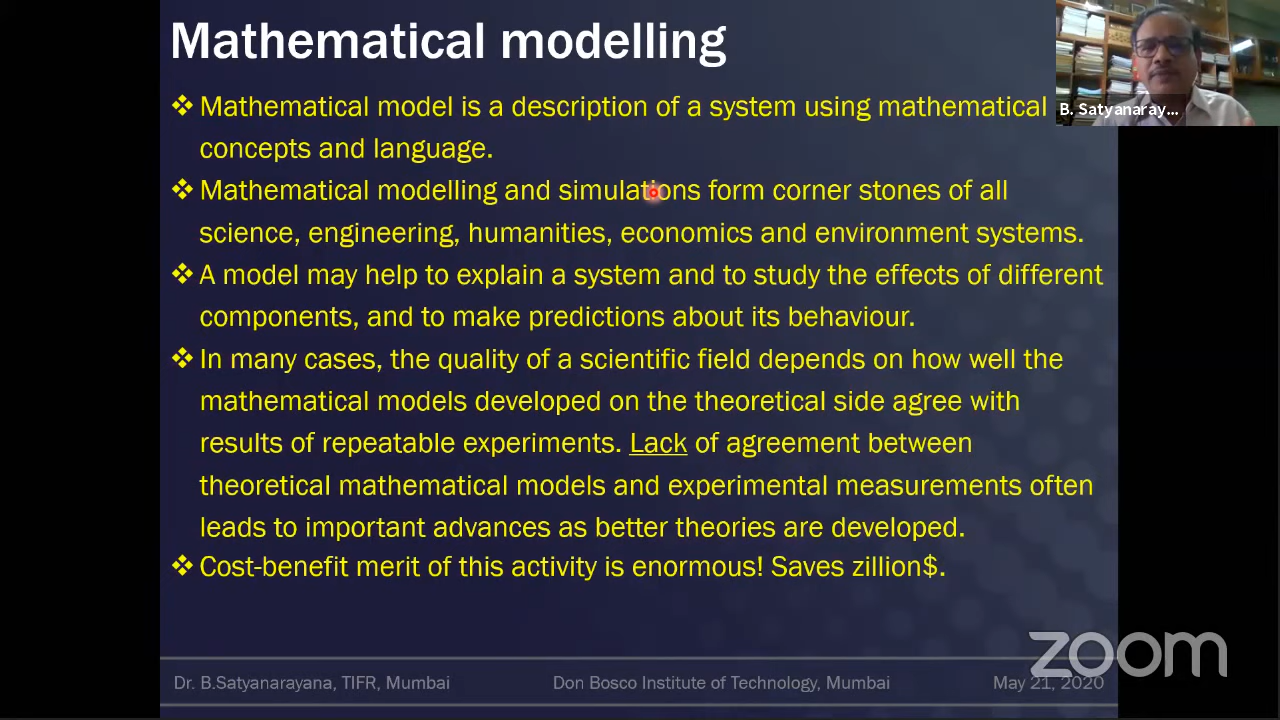 Mathematical modelling
❖ Mathematical model is a description of a system using mathematical
concepts and language.
❖ Mathematical modelling and simulations form corner stones of all
science, engineering, humanities, economics and environment systems.
❖ A model may help to explain a system and to study the effects of different
components, and to make predictions about its behaviour.
❖ In many cases, the quality of a scientific field depends on how well the
mathematical models developed on the theoretical side agree with
results of repeatable experiments. Lack of agreement between
theoretical mathematical models and experimental measurements often
leads to important advances as better theories are developed.
❖ Cost-benefit merit of this activity is enormous! Saves zillion$.
B. Satyanaray...
zoom
Dr. B.Satyanarayana, TIFR, Mumbai
Don Bosco Institute of Technology, Mumbai
May 21, 2020